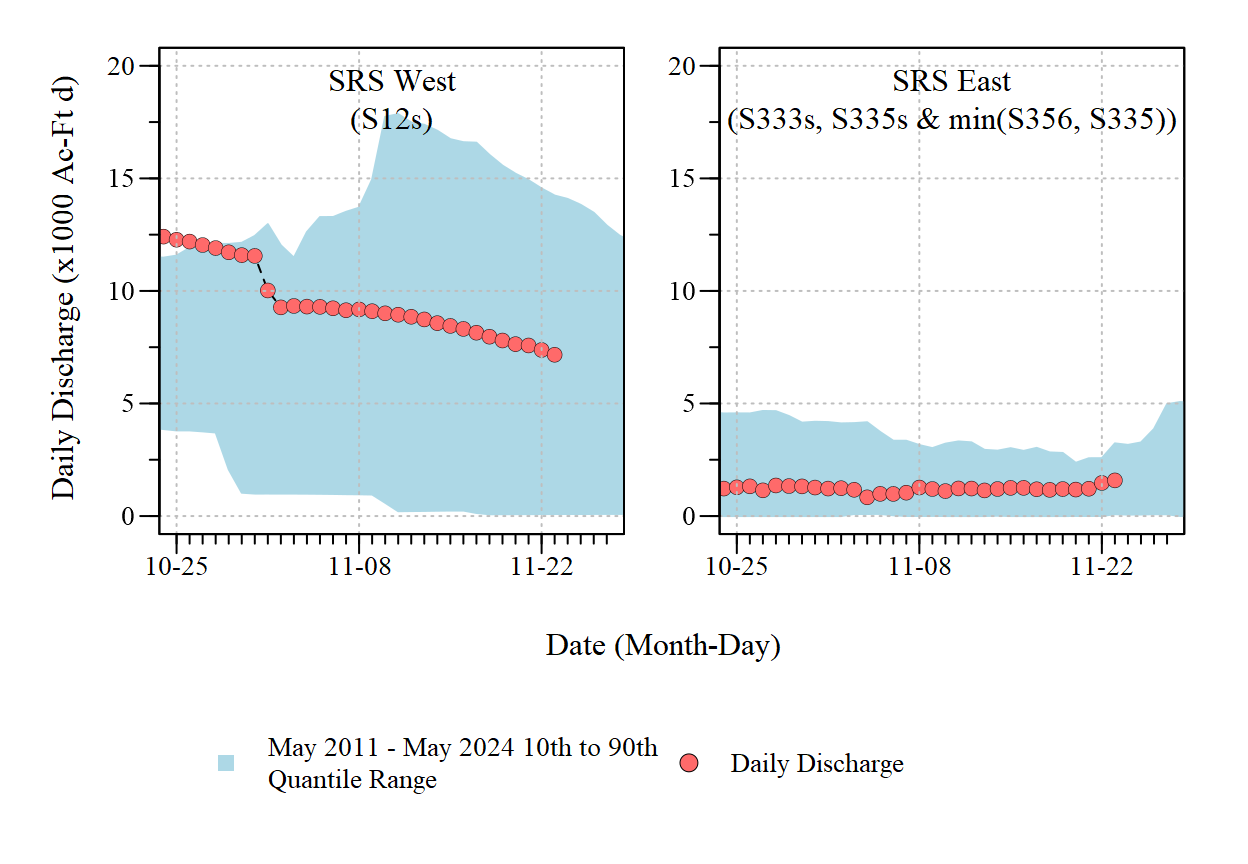 SRS West
(S12s)
SRS East
(S333s, S335s & min(S356, S335))
Daily Discharge (x1000 Ac-Ft d)
20
15
10
5
0
10-25
11-08
11-22
20
15
10
5
0
10-25
11-08
11-22
Date (Month-Day)
May 2011 - May 2024 10th to 90th
Quantile Range
Daily Discharge